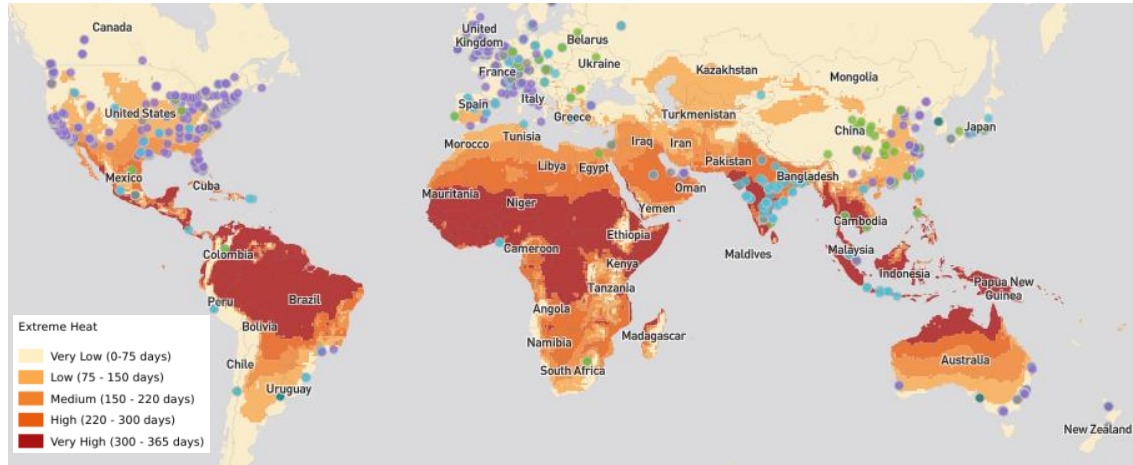 Canada
United
Kingdom
Belarus
Ukraine
France
Kazakhstan
Mongolia
Italy
Spain
United States
Greece
Turkmenistan
China
Japan
Tunisia
Morocco
Iraq
Iran
Pakistan
Libya
Egypt
Mexico
Cuba
Bangladesh
Oman
Mauritania
Niger
Yemen
Cambodia
Ethiopia
Cameroon
Colombia
Maldives
Malaysia
Kenya
Indonesia
Tanzania
Papua New
Guinea
Peru
Brazil
Angola
Bolivia
Madagascar
Namibia
Chile
South Africa
Australia
Uruguay
New Zealand
Extreme Heat
Very Low (0-75 days)
Low (75 - 150 days)
Medium (150 - 220 days)
High (220 - 300 days)
Very High (300 - 365 days)